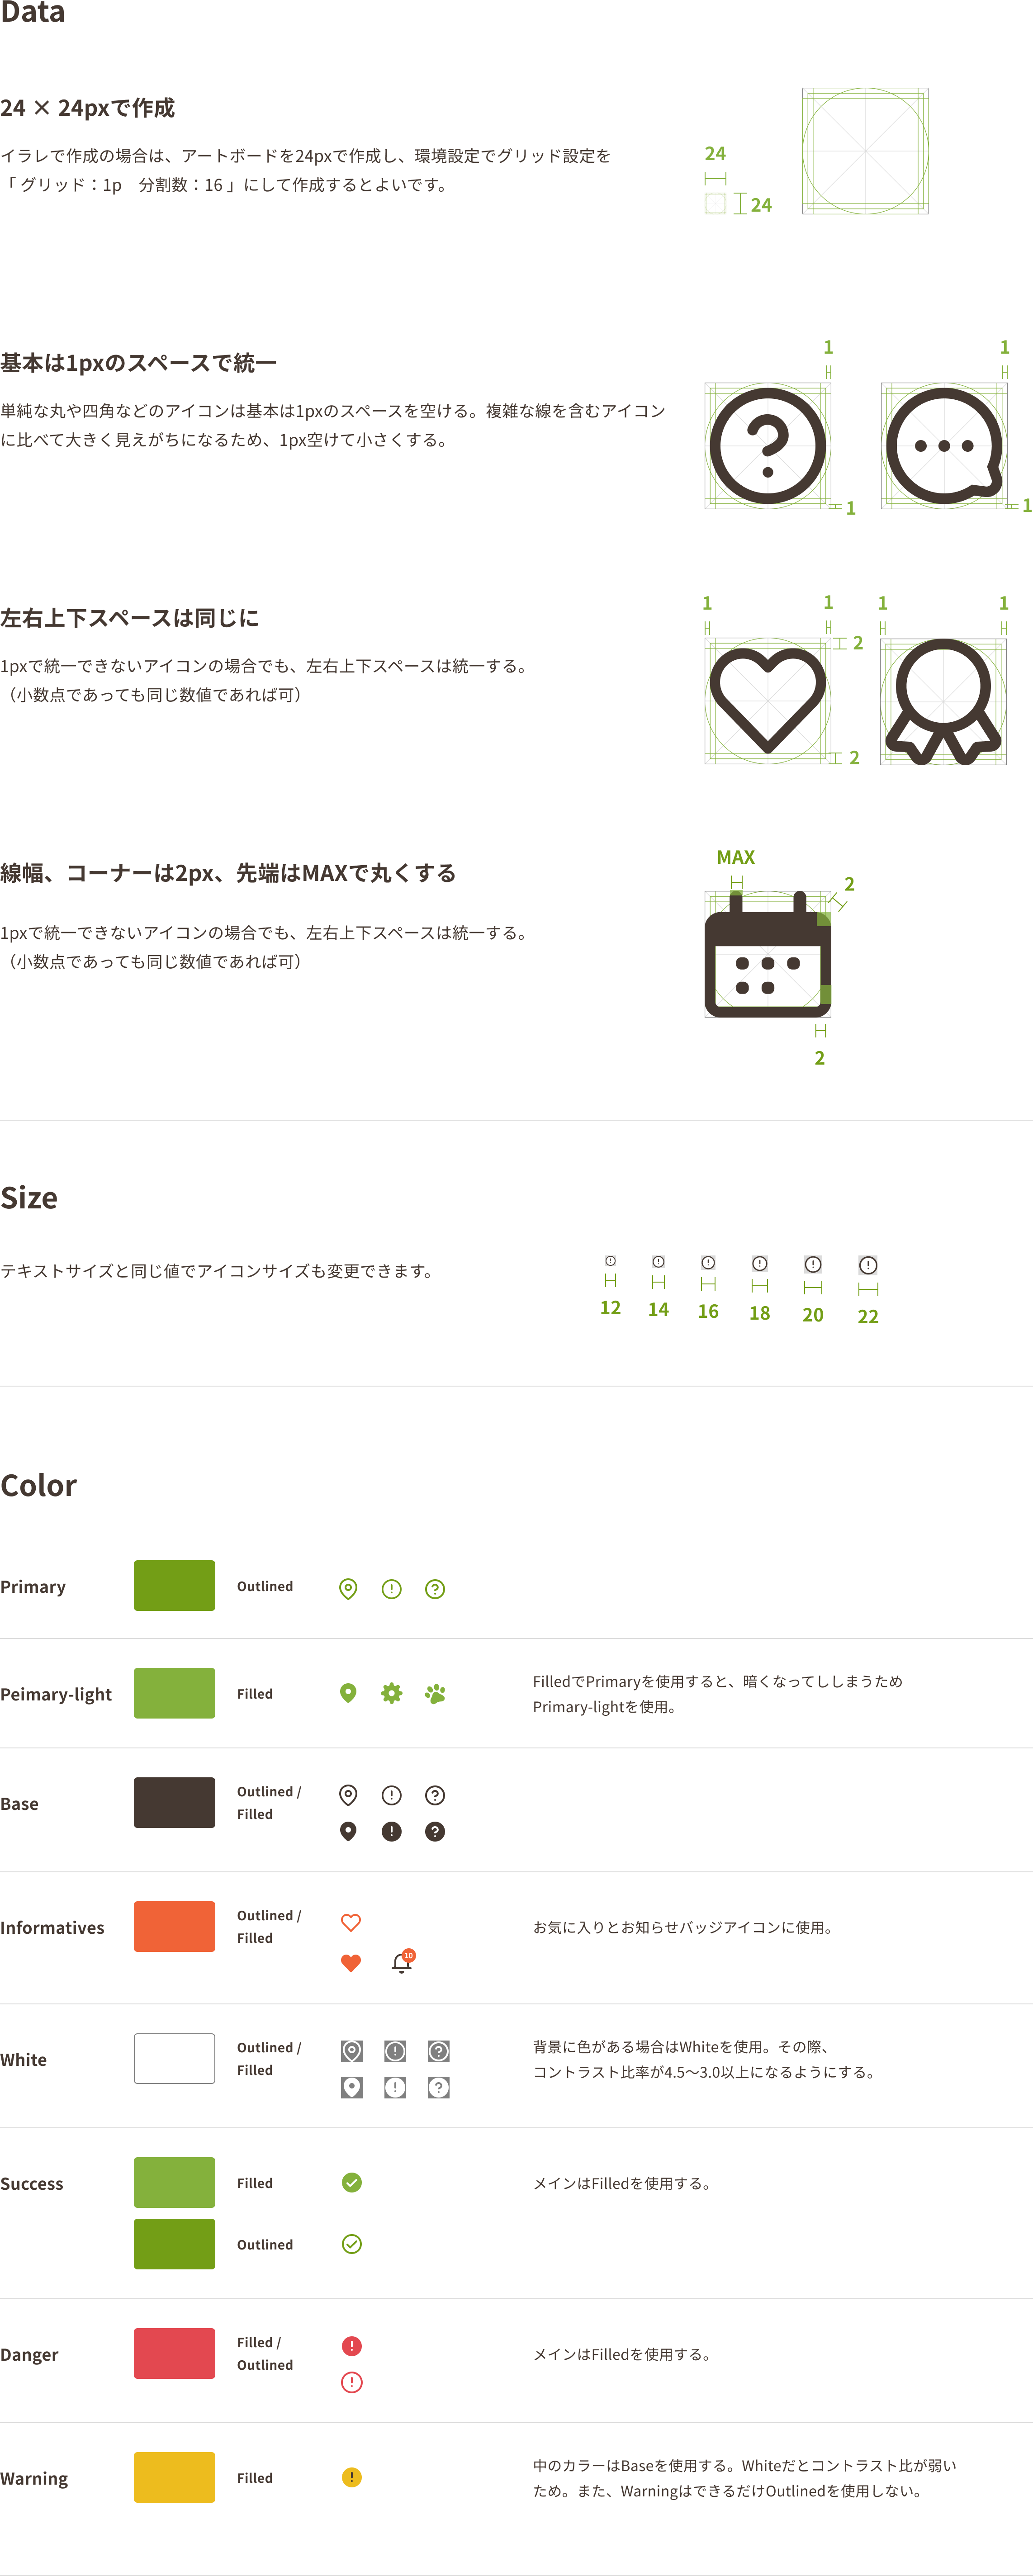 Data
24 × 24pxで作成
イラレで作成の場合は、アートボードを24pxで作成し、環境設定でグリッド設定を
「 グリッド：1p　分割数：16 」にして作成するとよいです。
24
24
基本は1pxのスペースで統一
単純な丸や四角などのアイコンは基本は1pxのスペースを空ける。複雑な線を含むアイコン
に比べて大きく見えがちになるため、1px空けて小さくする。
1
1
1
1
左右上下スペースは同じに
1pxで統一できないアイコンの場合でも、左右上下スペースは統一する。
（小数点であっても同じ数値であれば可）
1
1
2
2
1
1
線幅、コーナーは2px、先端はMAXで丸くする
1pxで統一できないアイコンの場合でも、左右上下スペースは統一する。
（小数点であっても同じ数値であれば可）
MAX
2
2
Size
テキストサイズと同じ値でアイコンサイズも変更できます。
12
14
16
18
20
22
Color
Primary
Outlined
Peimary-light
Filled
FilledでPrimaryを使用すると、暗くなってししまうため
Primary-lightを使用。
Base
Outlined /
Filled
Informatives
Outlined /
Filled
10
お気に入りとお知らせバッジアイコンに使用。
White
Outlined /
Filled
背景に色がある場合はWhiteを使用。その際、
コントラスト比率が4.5〜3.0以上になるようにする。
Success
Filled
メインはFilledを使用する。
Outlined
Danger
Filled /
Outlined
メインはFilledを使用する。
Warning
Filled
中のカラーはBaseを使用する。Whiteだとコントラスト比が弱い
ため。また、WarningはできるだけOutlinedを使用しない。